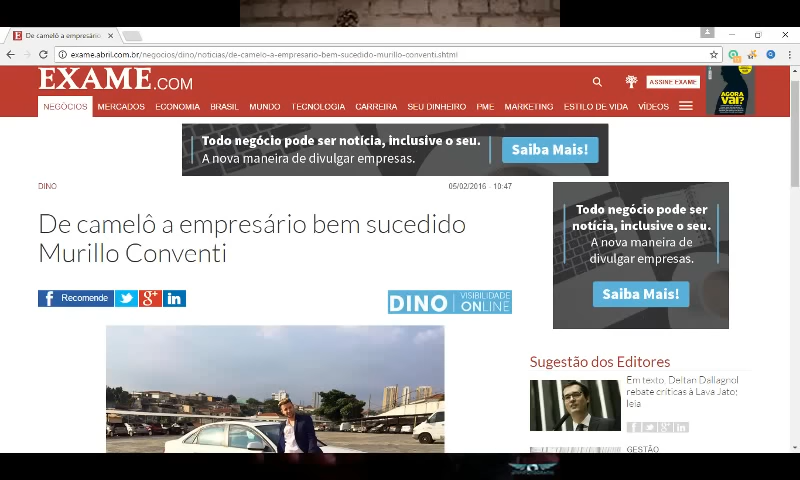 De camelô a empresário
exame.abril.com.br/negocios/dino/noticias/de-camelo-a-empresario-bem-sucedido-murillo-conventi.shtml
EXAME.COM
ASSINE EXAME
AGORA
vai?
NEGÓCIOS MERCADOS ECONOMIA BRASIL MUNDO TECNOLOGIA CARREIRA SEU DINHEIRO PME MARKETING ESTILO DE VIDA VÍDEOS
Todo negócio pode ser notícia, inclusive o seu.
A nova maneira de divulgar empresas.
Saiba Mais!
DINO
05/02/2016 - 10:47
De camelô a empresário bem sucedido
Murillo Conventi
Recomende
DINO VISIBILIDADE
ONLINE
Todo negócio pode ser
notícia, inclusive o seu.
A nova maneira de
divulgar empresas.
Saiba Mais!
Sugestão dos Editores
Em texto, Deltan Dallagnol
rebate críticas à Lava Jato;
leia
GESTÃO